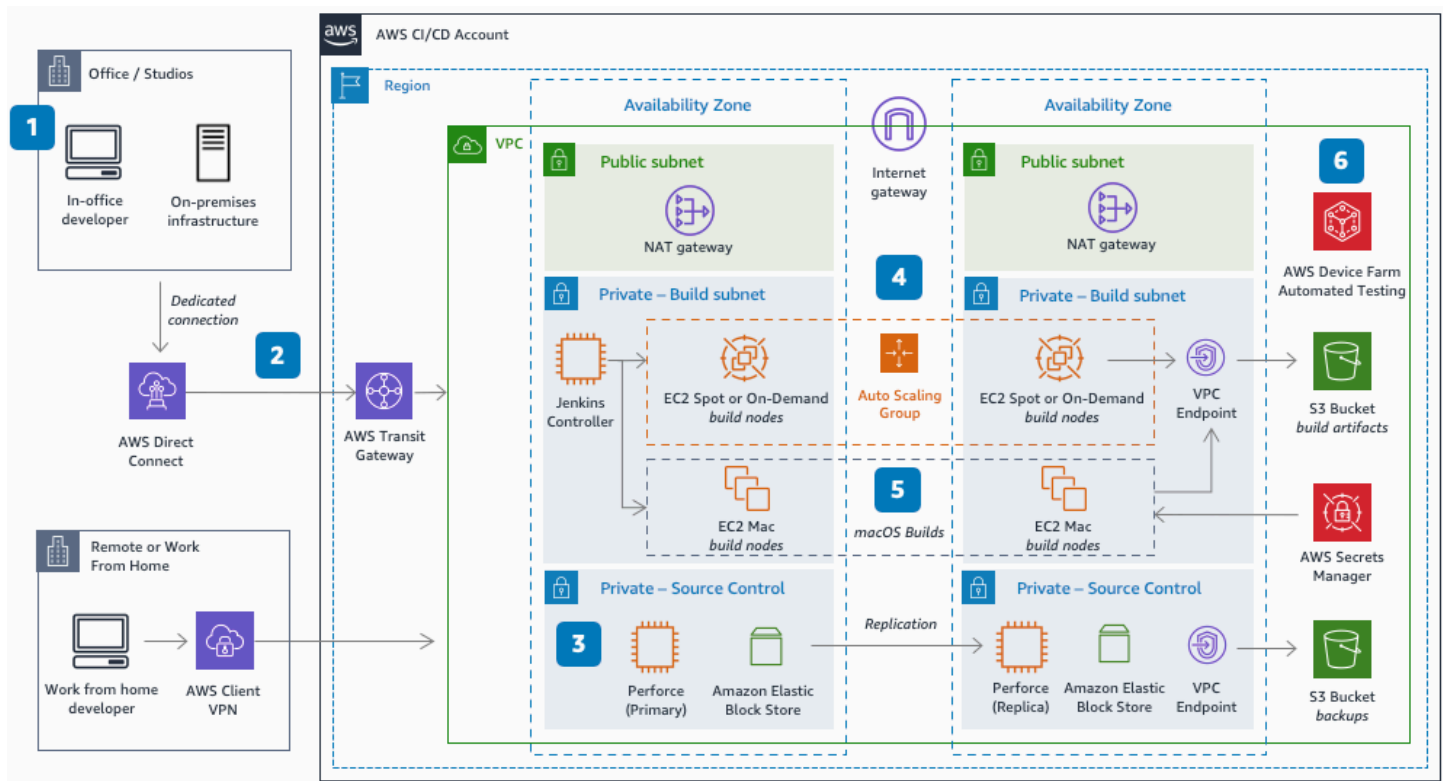 aws
AWS CI/CD Account
Office / Studios
1
In-office
developer
On-premises
infrastructure
Dedicated
connection
2
AWS Direct
Connect
Remote or Work
From Home
Work from home
developer
AWS Client
VPN
Region
AWS Transit
Gateway
VPC
Availability Zone
Public subnet
NAT gateway
Private – Build subnet
Jenkins
Controller
EC2 Spot or On-Demand
build nodes
EC2 Mac
build nodes
Private – Source Control
3
Perforce
(Primary)
Amazon Elastic
Block Store
Internet
gateway
4
Auto Scaling
Group
5
macOS Builds
Replication
Availability Zone
Public subnet
NAT gateway
Private – Build subnet
EC2 Spot or On-Demand
build nodes
VPC
Endpoint
EC2 Mac
build nodes
Private – Source Control
Perforce
(Replica)
Amazon Elastic
Block Store
VPC
Endpoint
6
AWS Device Farm
Automated Testing
S3 Bucket
build artifacts
AWS Secrets
Manager
S3 Bucket
backups